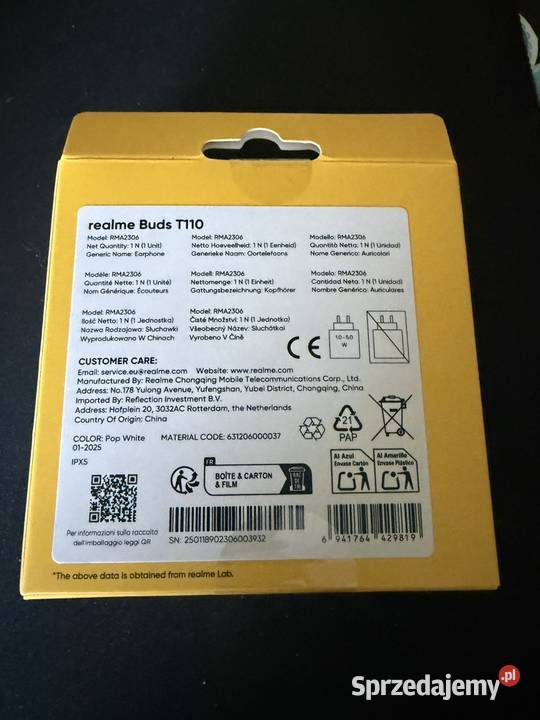 realme Buds T110
Model: RMA2306
Net Quantity: 1 N (1 Unit)
Generic Name: Earphone
Model: RMA2306
Netto Hoeveelheid: 1 N (1 Eenheid)
Generieke Naam: Oortelefoons
Modello: RMA2306
Quantità Netta: 1 N (1 Unidad)
Nome Generico: Auricolari
Modèle: RMA2306
Quantité Nette: 1 N (1 Unité)
Nom Générique: Écouteurs
Modell: RMA2306
Nettomenge: 1 N (1 Einheit)
Gattungsbezeichnung: Kopfhörer
Modelo: RMA2306
Cantidad Neta: 1 N (1 Unidad)
Nombre Genérico: Auriculares
Model: RMA2306
Ilość Netto: 1 N (1 Jednostka)
Nazwa Rodzajowa: Słuchawki
Wyprodukowano W Chinach
Model: RMA2306
Čisté Množství: 1 N (1 Jednotka)
Všeobecný Název: Sluchátkai
Vyrobeno V Číně
CE
1.0-5.0
W
CUSTOMER CARE:
Email: service.eu@realme.com Website: www.realme.com
Manufactured By: Realme Chongqing Mobile Telecommunications Corp., Ltd.
Address: No.178 Yulong Avenue, Yufengshan, Yubei District, Chongqing, China
Imported By: Reflection Investment B.V.
Address: Hofplein 20, 3032AC Rotterdam, the Netherlands
Country Of Origin: China
21
PAP
COLOR: Pop White MATERIAL CODE: 631206000037
01-2025
IPX5
FR
BOÎTE & CARTON
& FILM
BAC
DE
TRI
Al Azul
Envase Cartón
Al Amarillo
Envase Plástico
Per informazioni sulla raccolta
dell'imballaggio leggi QR
SN: 250118902306003932
6 941764 429819
*The above data is obtained from realme Lab.
Sprzedajemy.pl